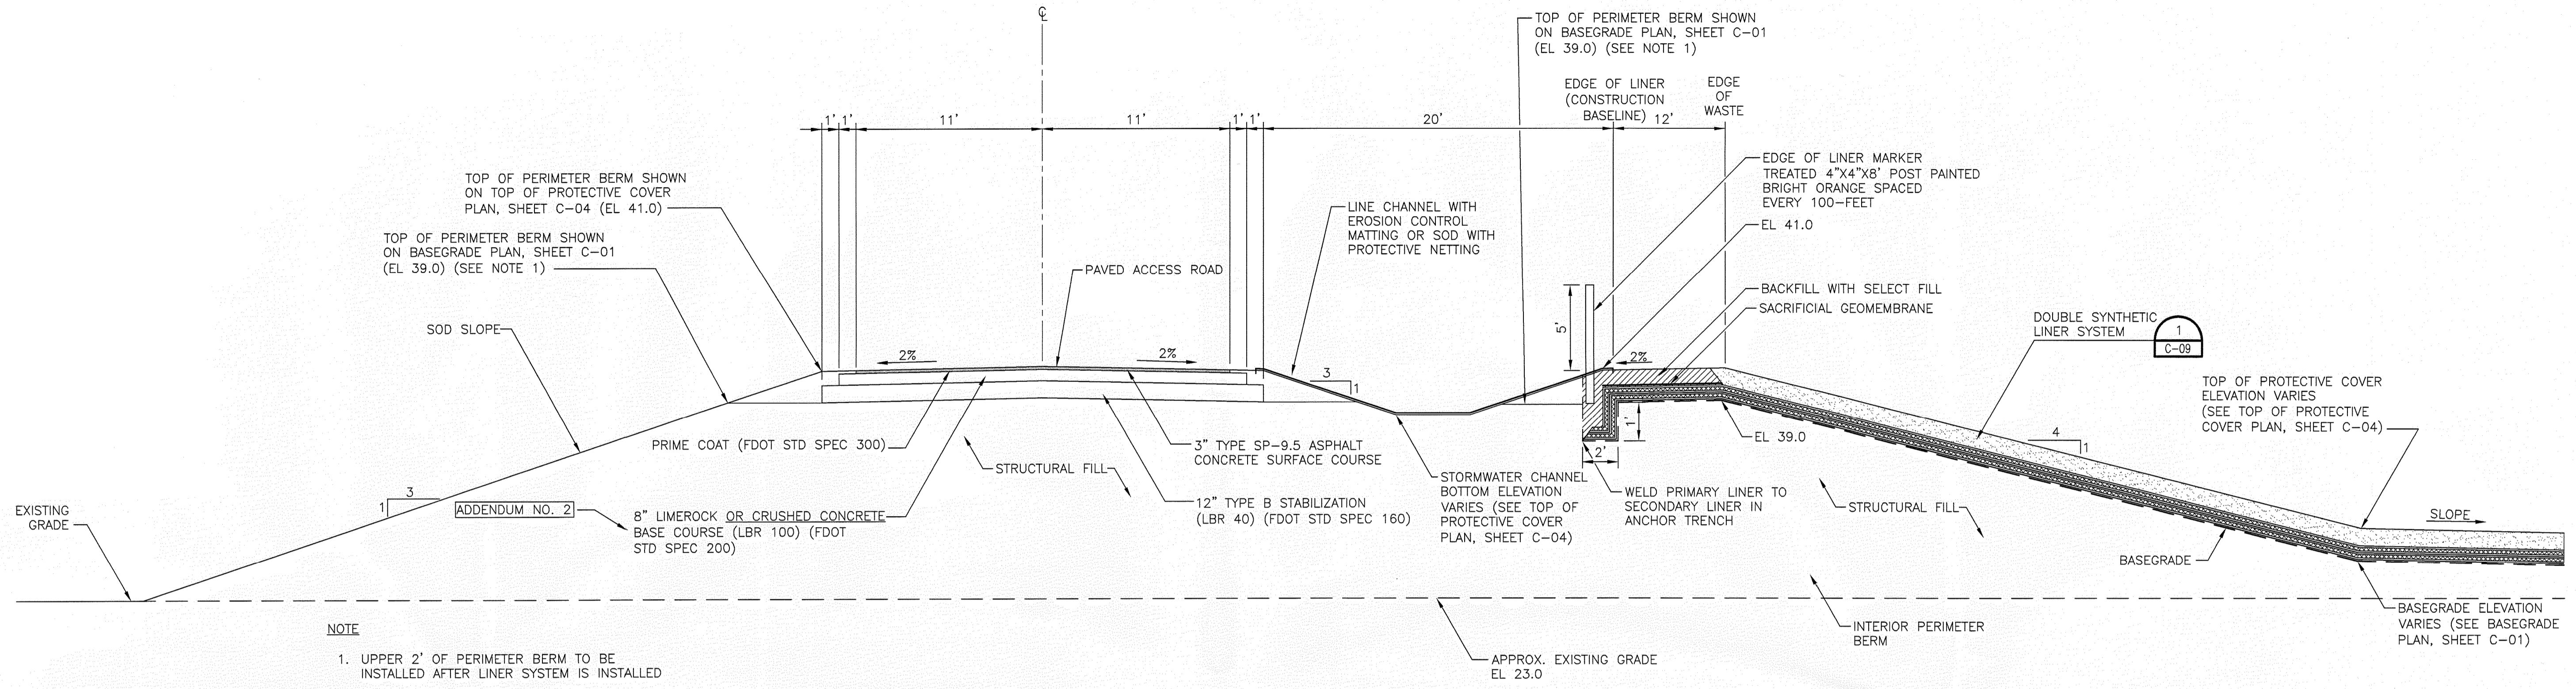 ℄
TOP OF PERIMETER BERM SHOWN
ON BASEGRADE PLAN, SHEET C-01
(EL 39.0) (SEE NOTE 1)
EDGE OF LINER
(CONSTRUCTION
BASELINE)
EDGE
OF
WASTE
1'
1'
11'
11'
1'
1'
20'
12'
EDGE OF LINER MARKER
TREATED 4"X4"X8' POST PAINTED
BRIGHT ORANGE SPACED
EVERY 100-FEET
TOP OF PERIMETER BERM SHOWN
ON TOP OF PROTECTIVE COVER
PLAN, SHEET C-04 (EL 41.0)
LINE CHANNEL WITH
EROSION CONTROL
MATTING OR SOD WITH
PROTECTIVE NETTING
EL 41.0
TOP OF PERIMETER BERM SHOWN
ON BASEGRADE PLAN, SHEET C-01
(EL 39.0) (SEE NOTE 1)
PAVED ACCESS ROAD
BACKFILL WITH SELECT FILL
SACRIFICIAL GEOMEMBRANE
DOUBLE SYNTHETIC
LINER SYSTEM
1
C-09
SOD SLOPE
5'
2%
2%
2%
3
1
TOP OF PROTECTIVE COVER
ELEVATION VARIES
(SEE TOP OF PROTECTIVE
COVER PLAN, SHEET C-04)
1'
2'
EL 39.0
4
1
PRIME COAT (FDOT STD SPEC 300)
3" TYPE SP-9.5 ASPHALT
CONCRETE SURFACE COURSE
STRUCTURAL FILL
STORMWATER CHANNEL
BOTTOM ELEVATION
VARIES (SEE TOP OF
PROTECTIVE COVER
PLAN, SHEET C-04)
WELD PRIMARY LINER TO
SECONDARY LINER IN
ANCHOR TRENCH
3
1
ADDENDUM NO. 2
8" LIMEROCK OR CRUSHED CONCRETE
BASE COURSE (LBR 100) (FDOT
STD SPEC 200)
12" TYPE B STABILIZATION
(LBR 40) (FDOT STD SPEC 160)
STRUCTURAL FILL
SLOPE
EXISTING
GRADE
BASEGRADE
BASEGRADE ELEVATION
VARIES (SEE BASEGRADE
PLAN, SHEET C-01)
INTERIOR PERIMETER
BERM
APPROX. EXISTING GRADE
EL 23.0
NOTE
1. UPPER 2' OF PERIMETER BERM TO BE
INSTALLED AFTER LINER SYSTEM IS INSTALLED